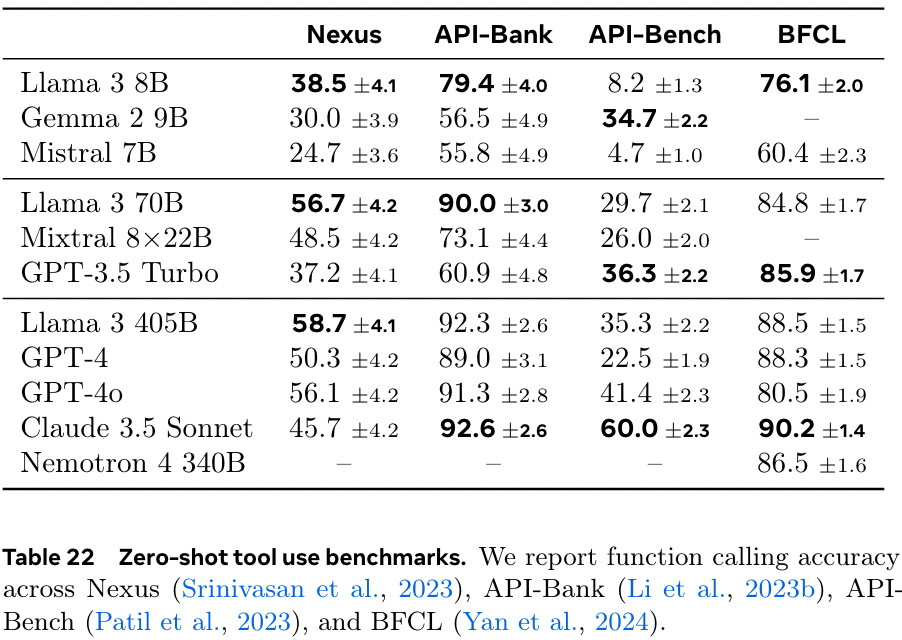 Nexus API-Bank API-Bench BFCL
Llama 3 8B 38.5 ±4.1 79.4 ±4.0 8.2 ±1.3 76.1 ±2.0
Gemma 2 9B 30.0 ±3.9 56.5 ±4.9 34.7 ±2.2 –
Mistral 7B 24.7 ±3.6 55.8 ±4.9 4.7 ±1.0 60.4 ±2.3
Llama 3 70B 56.7 ±4.2 90.0 ±3.0 29.7 ±2.1 84.8 ±1.7
Mixtral 8×22B 48.5 ±4.2 73.1 ±4.4 26.0 ±2.0 –
GPT-3.5 Turbo 37.2 ±4.1 60.9 ±4.8 36.3 ±2.2 85.9 ±1.7
Llama 3 405B 58.7 ±4.1 92.3 ±2.6 35.3 ±2.2 88.5 ±1.5
GPT-4 50.3 ±4.2 89.0 ±3.1 22.5 ±1.9 88.3 ±1.5
GPT-4o 56.1 ±4.2 91.3 ±2.8 41.4 ±2.3 80.5 ±1.9
Claude 3.5 Sonnet 45.7 ±4.2 92.6 ±2.6 60.0 ±2.3 90.2 ±1.4
Nemotron 4 340B – – – 86.5 ±1.6
Table 22 Zero-shot tool use benchmarks. We report function calling accuracy
across Nexus (Srinivasan et al., 2023), API-Bank (Li et al., 2023b), API-
Bench (Patil et al., 2023), and BFCL (Yan et al., 2024).